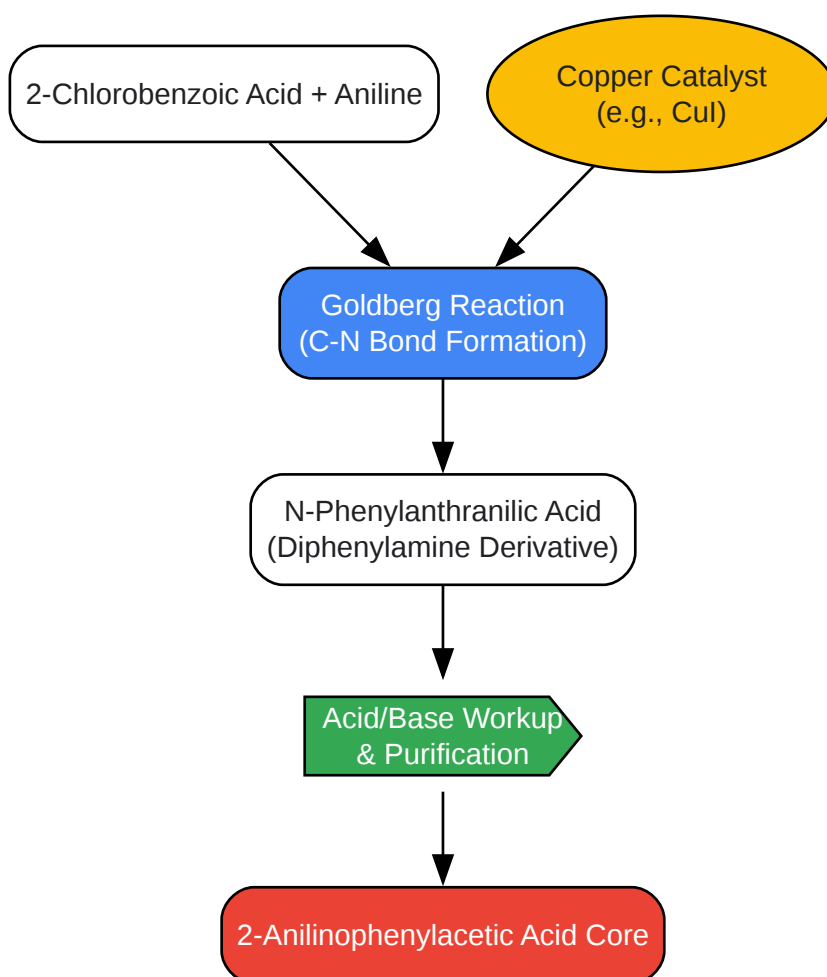 2-Chlorobenzoic Acid + Aniline
Copper Catalyst
(e.g., CuI)
Goldberg Reaction
(C-N Bond Formation)
N-Phenylanthranilic Acid
(Diphenylamine Derivative)
Acid/Base Workup
& Purification
2-Anilinophenylacetic Acid Core